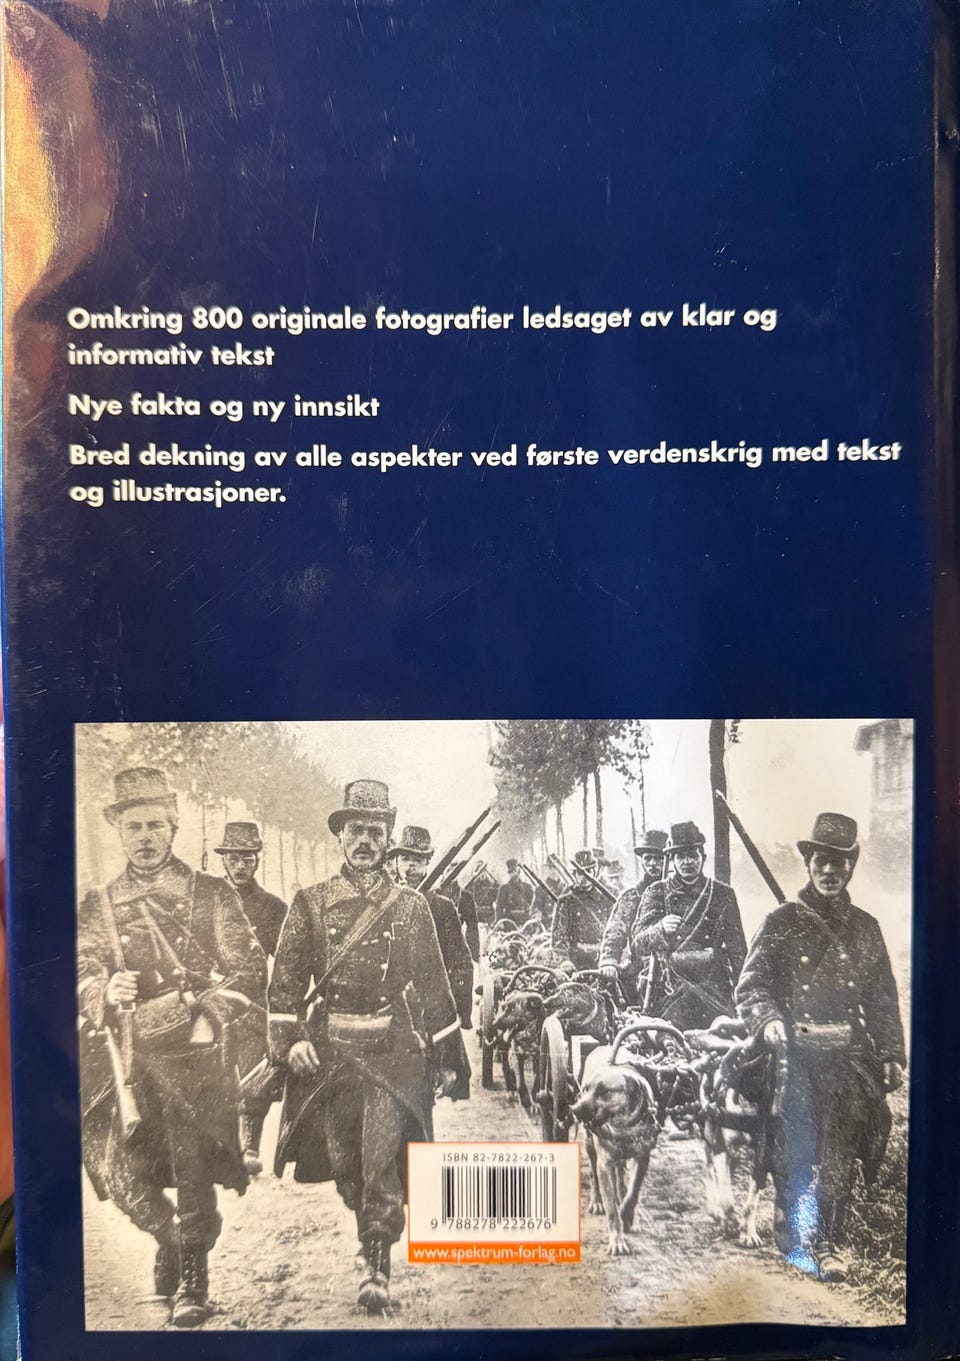 Omkring 800 originale fotografier ledsaget av klar og
informativ tekst
Nye fakta og ny innsikt
Bred dekning av alle aspekter ved første verdenskrig med tekst
og illustrasjoner.
ISBN 82-7822-267-3
9 788278 222676
www.spektrum-forlag.no